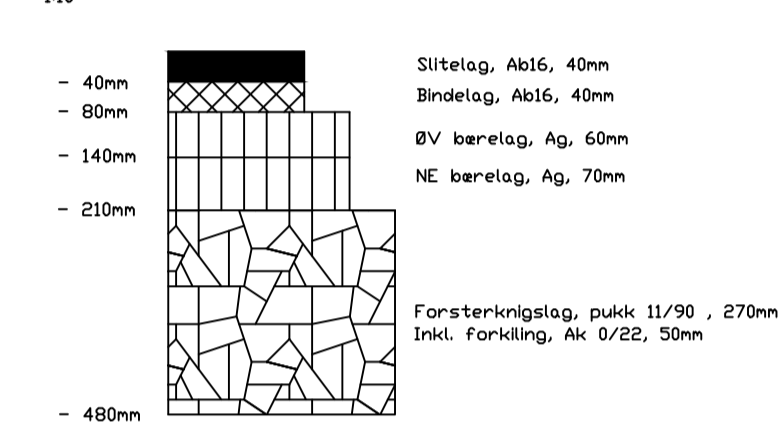 Slitelag, Ab16, 40mm
- 40mm
Bindelag, Ab16, 40mm
- 80mm
ØV bærelag, Ag, 60mm
- 140mm
NE bærelag, Ag, 70mm
- 210mm
Forsterknigslag, pukk 11/90 , 270mm
Inkl. forkiling, Ak 0/22, 50mm
- 480mm